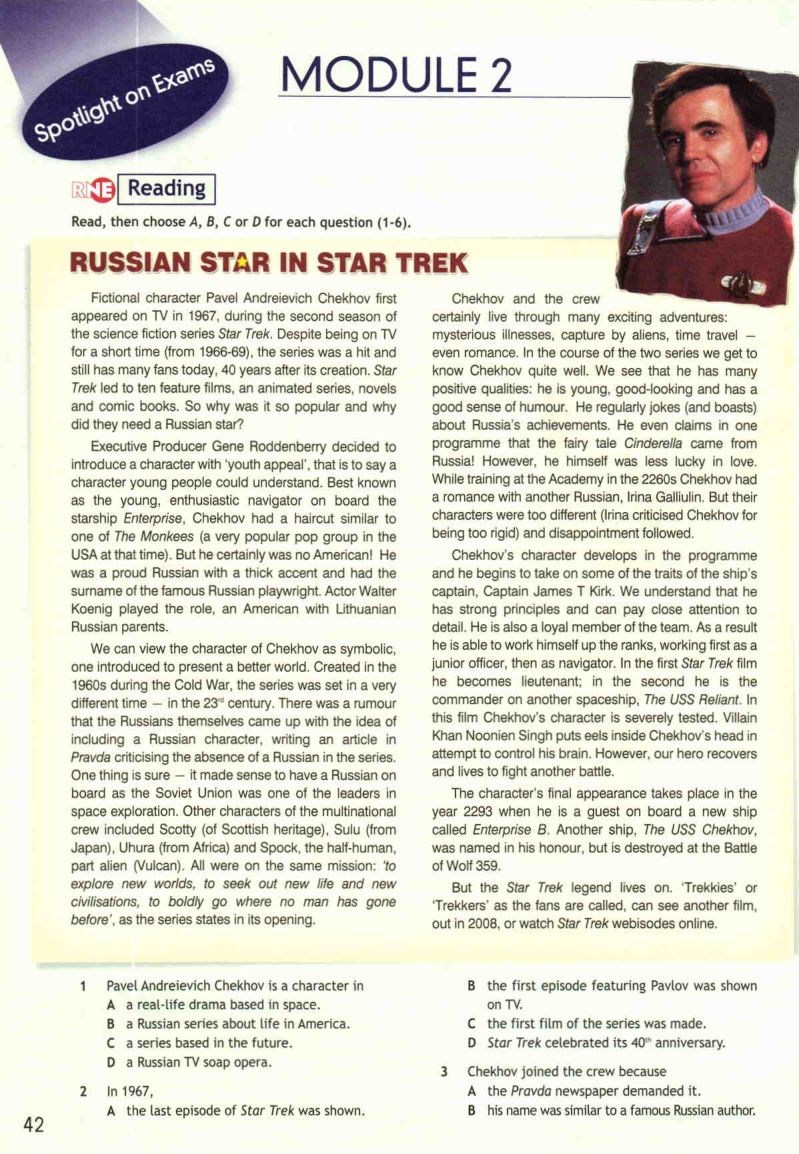 Spotlight on Exams
MODULE 2
RNE Reading
Read, then choose A, B, C or D for each question (1-6).
RUSSIAN STAR IN STAR TREK
Fictional character Pavel Andreievich Chekhov first
appeared on TV in 1967, during the second season of
the science fiction series Star Trek. Despite being on TV
for a short time (from 1966-69), the series was a hit and
still has many fans today, 40 years after its creation. Star
Trek led to ten feature films, an animated series, novels
and comic books. So why was it so popular and why
did they need a Russian star?
Executive Producer Gene Roddenberry decided to
introduce a character with 'youth appeal', that is to say a
character young people could understand. Best known
as the young, enthusiastic navigator on board the
starship Enterprise, Chekhov had a haircut similar to
one of The Monkees (a very popular pop group in the
USA at that time). But he certainly was no American! He
was a proud Russian with a thick accent and had the
surname of the famous Russian playwright. Actor Walter
Koenig played the role, an American with Lithuanian
Russian parents.
We can view the character of Chekhov as symbolic,
one introduced to present a better world. Created in the
1960s during the Cold War, the series was set in a very
different time – in the 23rd century. There was a rumour
that the Russians themselves came up with the idea of
including a Russian character, writing an article in
Pravda criticising the absence of a Russian in the series.
One thing is sure – it made sense to have a Russian on
board as the Soviet Union was one of the leaders in
space exploration. Other characters of the multinational
crew included Scotty (of Scottish heritage), Sulu (from
Japan), Uhura (from Africa) and Spock, the half-human,
part alien (Vulcan). All were on the same mission: 'to
explore new worlds, to seek out new life and new
civilisations, to boldly go where no man has gone
before', as the series states in its opening.
Chekhov and the crew
certainly live through many exciting adventures:
mysterious illnesses, capture by aliens, time travel –
even romance. In the course of the two series we get to
know Chekhov quite well. We see that he has many
positive qualities: he is young, good-looking and has a
good sense of humour. He regularly jokes (and boasts)
about Russia's achievements. He even claims in one
programme that the fairy tale Cinderella came from
Russia! However, he himself was less lucky in love.
While training at the Academy in the 2260s Chekhov had
a romance with another Russian, Irina Galliulin. But their
characters were too different (Irina criticised Chekhov for
being too rigid) and disappointment followed.
Chekhov's character develops in the programme
and he begins to take on some of the traits of the ship's
captain, Captain James T Kirk. We understand that he
has strong principles and can pay close attention to
detail. He is also a loyal member of the team. As a result
he is able to work himself up the ranks, working first as a
junior officer, then as navigator. In the first Star Trek film
he becomes lieutenant; in the second he is the
commander on another spaceship, The USS Reliant. In
this film Chekhov's character is severely tested. Villain
Khan Noonien Singh puts eels inside Chekhov's head in
attempt to control his brain. However, our hero recovers
and lives to fight another battle.
The character's final appearance takes place in the
year 2293 when he is a guest on board a new ship
called Enterprise B. Another ship, The USS Chekhov,
was named in his honour, but is destroyed at the Battle
of Wolf 359.
But the Star Trek legend lives on. 'Trekkies' or
'Trekkers' as the fans are called, can see another film,
out in 2008, or watch Star Trek webisodes online.
1 Pavel Andreievich Chekhov is a character in
A a real-life drama based in space.
B a Russian series about life in America.
C a series based in the future.
D a Russian TV soap opera.
2 In 1967,
A the last episode of Star Trek was shown.
B the first episode featuring Pavlov was shown
on TV.
C the first film of the series was made.
D Star Trek celebrated its 40th anniversary.
3 Chekhov joined the crew because
A the Pravda newspaper demanded it.
B his name was similar to a famous Russian author.
42